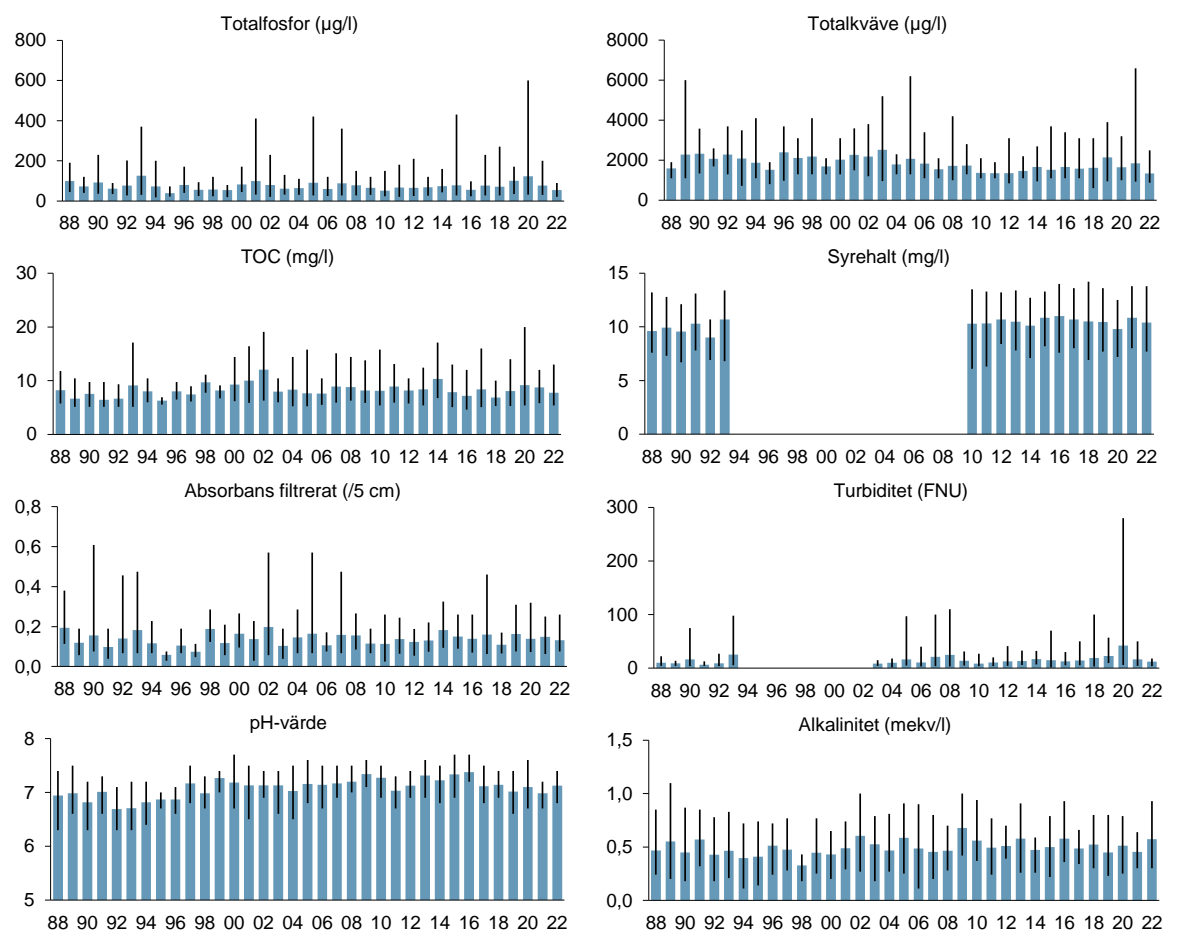 Totalfosfor (µg/l)
800
600
400
200
0
88 90 92 94 96 98 00 02 04 06 08 10 12 14 16 18 20 22
Totalkväve (µg/l)
8000
6000
4000
2000
0
88 90 92 94 96 98 00 02 04 06 08 10 12 14 16 18 20 22
TOC (mg/l)
30
20
10
0
88 90 92 94 96 98 00 02 04 06 08 10 12 14 16 18 20 22
Syrehalt (mg/l)
15
10
5
0
88 90 92 94 96 98 00 02 04 06 08 10 12 14 16 18 20 22
Absorbans filtrerat (/5 cm)
0,8
0,6
0,4
0,2
0,0
88 90 92 94 96 98 00 02 04 06 08 10 12 14 16 18 20 22
Turbiditet (FNU)
300
200
100
0
88 90 92 94 96 98 00 02 04 06 08 10 12 14 16 18 20 22
pH-värde
8
7
6
5
88 90 92 94 96 98 00 02 04 06 08 10 12 14 16 18 20 22
Alkalinitet (mekv/l)
1,5
1,0
0,5
0,0
88 90 92 94 96 98 00 02 04 06 08 10 12 14 16 18 20 22